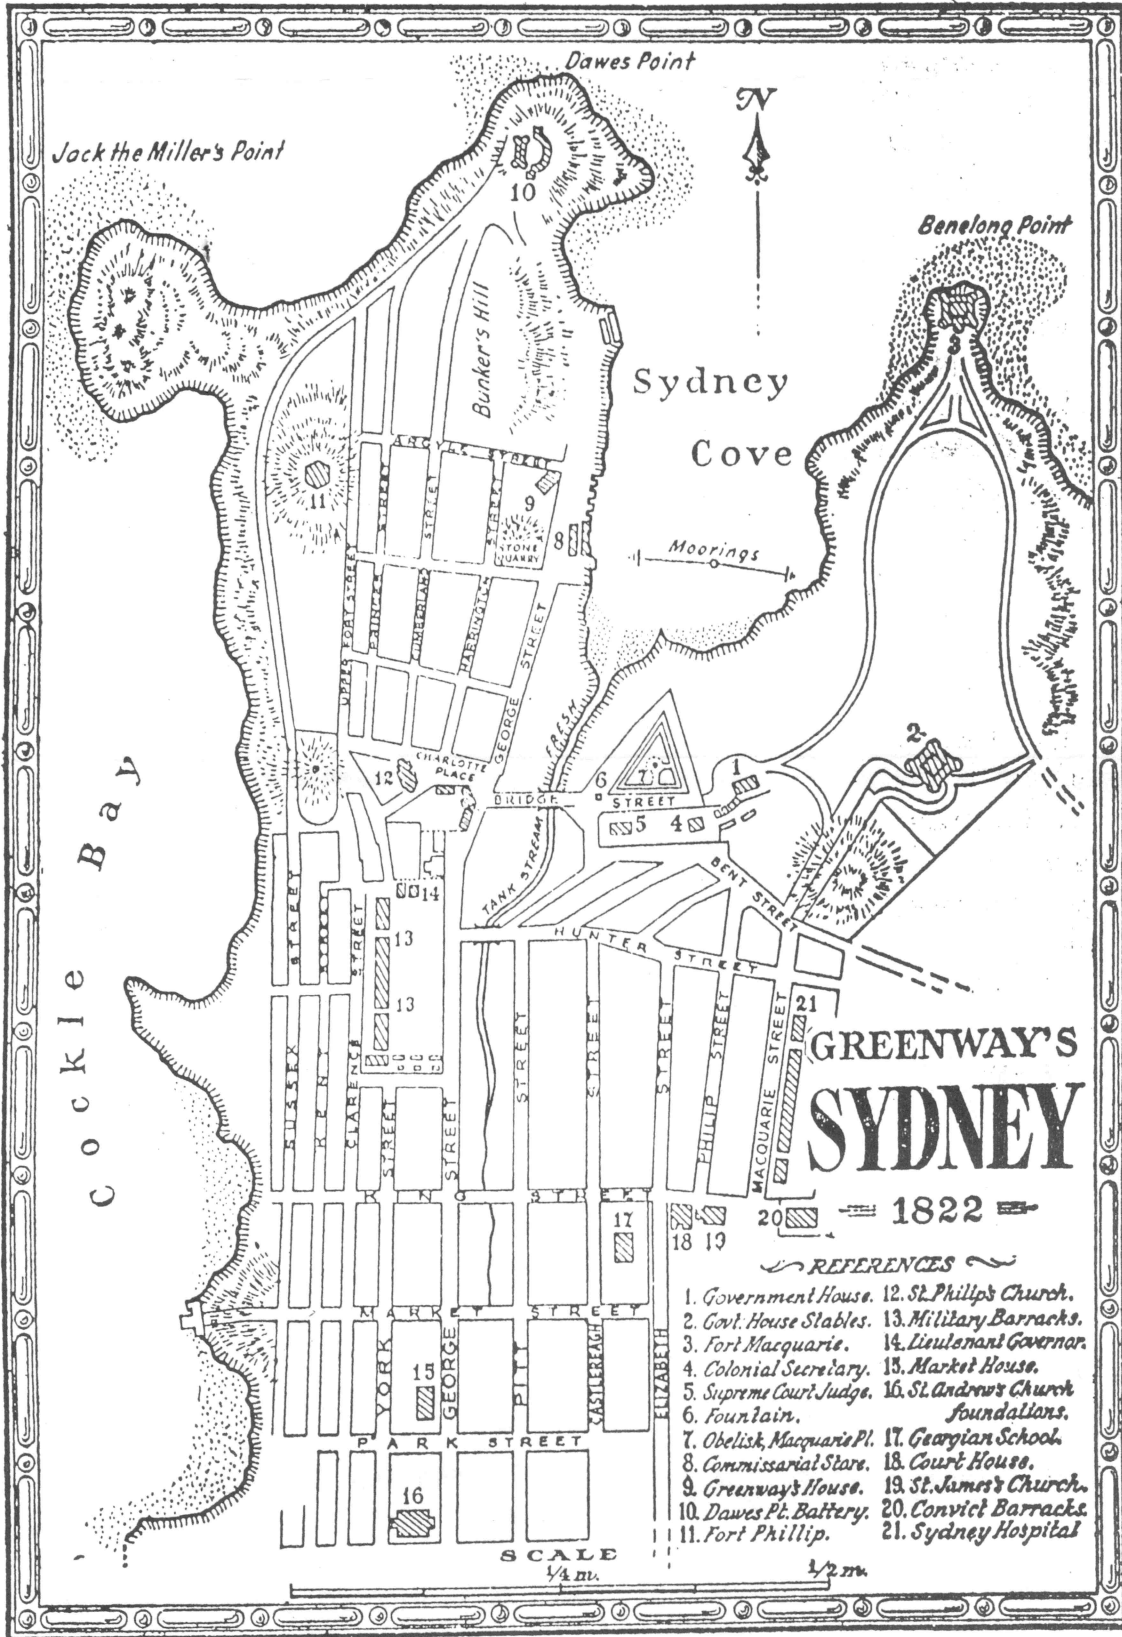 Dawes Point
Jack the Miller's Point
N
10
Benelong Point
Bunker's Hill
Sydney
Cove
3
ARGYLE STREET
11
9
STONE
QUARRY
8
Moorings
UPPER FORT STREET
PRINCES
STREET
CUMBERLAND
STREET
HARRINGTON
STREET
GEORGE
STREET
FRESH
CHARLOTTE
PLACE
12
BRIDGE
STREET
6
7
1
2
5
4
TANK STREAM
BENT STREET
14
13
13
HUNTER
STREET
Cockle Bay
SUSSEX
STREET
KENT
STREET
CLARENCE
STREET
STREET
STREET
STREET
STREET
STREET
PHILIP STREET
MACQUARIE STREET
21
GREENWAY'S
SYDNEY
1822
KING STREET
17
18
19
20
MARKET STREET
YORK
15
GEORGE
PITT
CASTLEREAGH
ELIZABETH
PARK STREET
16
REFERENCES
1. Government House.
2. Govt. House Stables.
3. Fort Macquarie.
4. Colonial Secretary.
5. Supreme Court Judge.
6. Fountain.
7. Obelisk, Macquarie Pl.
8. Commissariat Store.
9. Greenway's House.
10. Dawes Pt. Battery.
11. Fort Phillip.
12. St. Philip's Church.
13. Military Barracks.
14. Lieutenant Governor.
15. Market House.
16. St. Andrew's Church
foundations.
17. Georgian School.
18. Court House.
19. St. James's Church.
20. Convict Barracks.
21. Sydney Hospital
SCALE
1/4 m.
1/2 m.